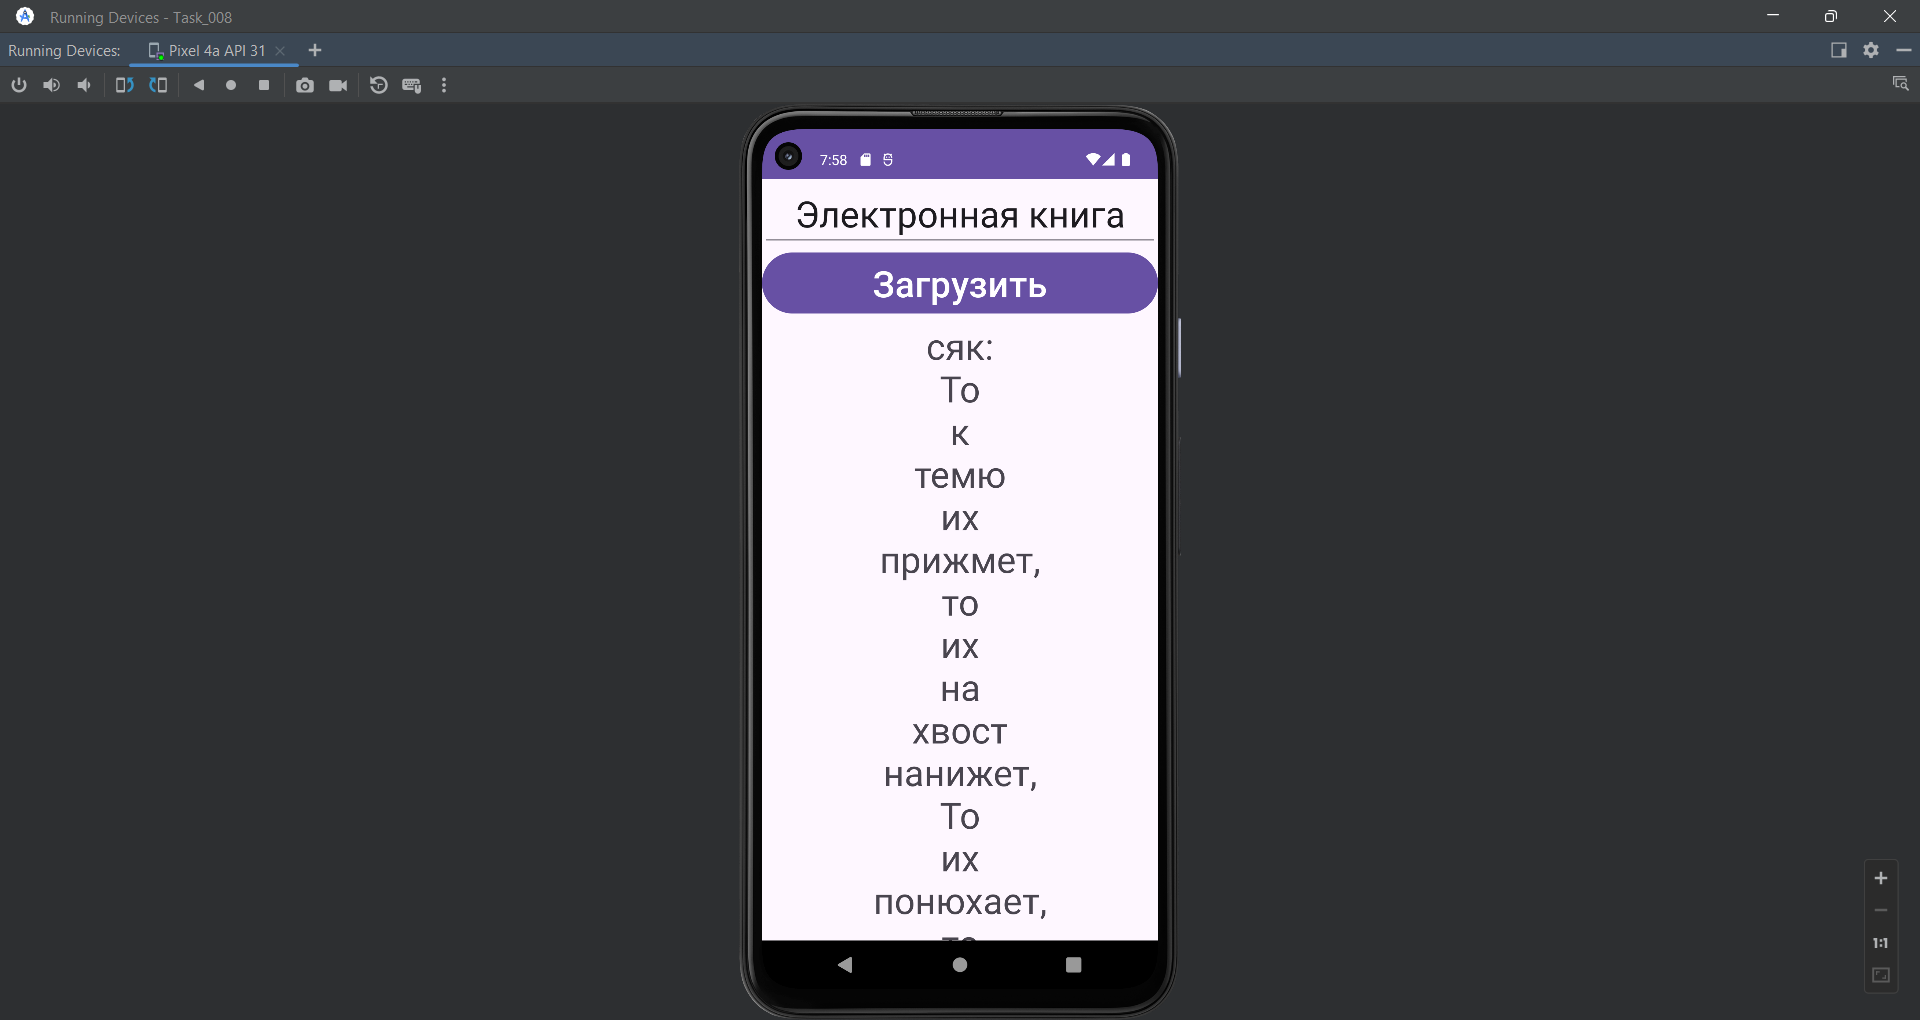 Running Devices - Task_008
Running Devices:
Pixel 4a API 31
7:58
Электронная книга
Загрузить
сяк:
То
к
темю
их
прижмет,
то
их
на
хвост
нанижет,
То
их
понюхает,
то
1:1